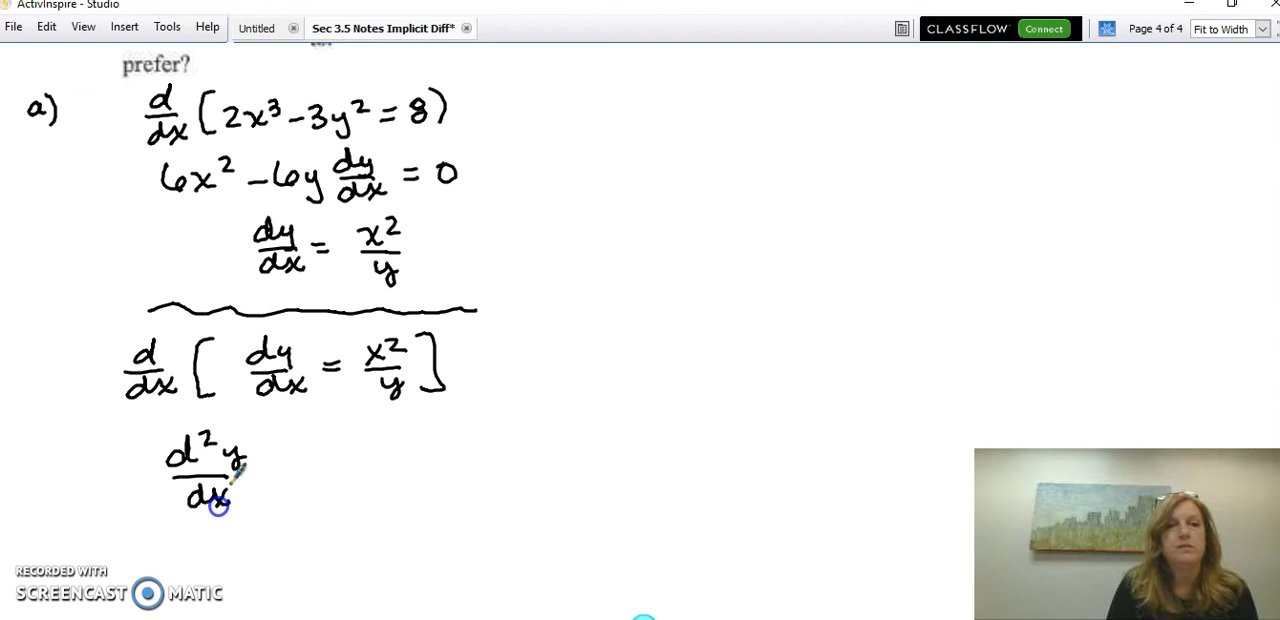 ActivInspire - Studio
File Edit View Insert Tools Help Untitled Sec 3.5 Notes Implicit Diff* CLASSFLOW Connect Page 4 of 4 Fit to Width
prefer?
a) d/dx [2x³ - 3y² = 8)
6x² - 6y dy/dx = 0
dy/dx = x²/y
d/dx [dy/dx = x²/y]
d²y/dx
RECORDED WITH
SCREENCAST MATIC